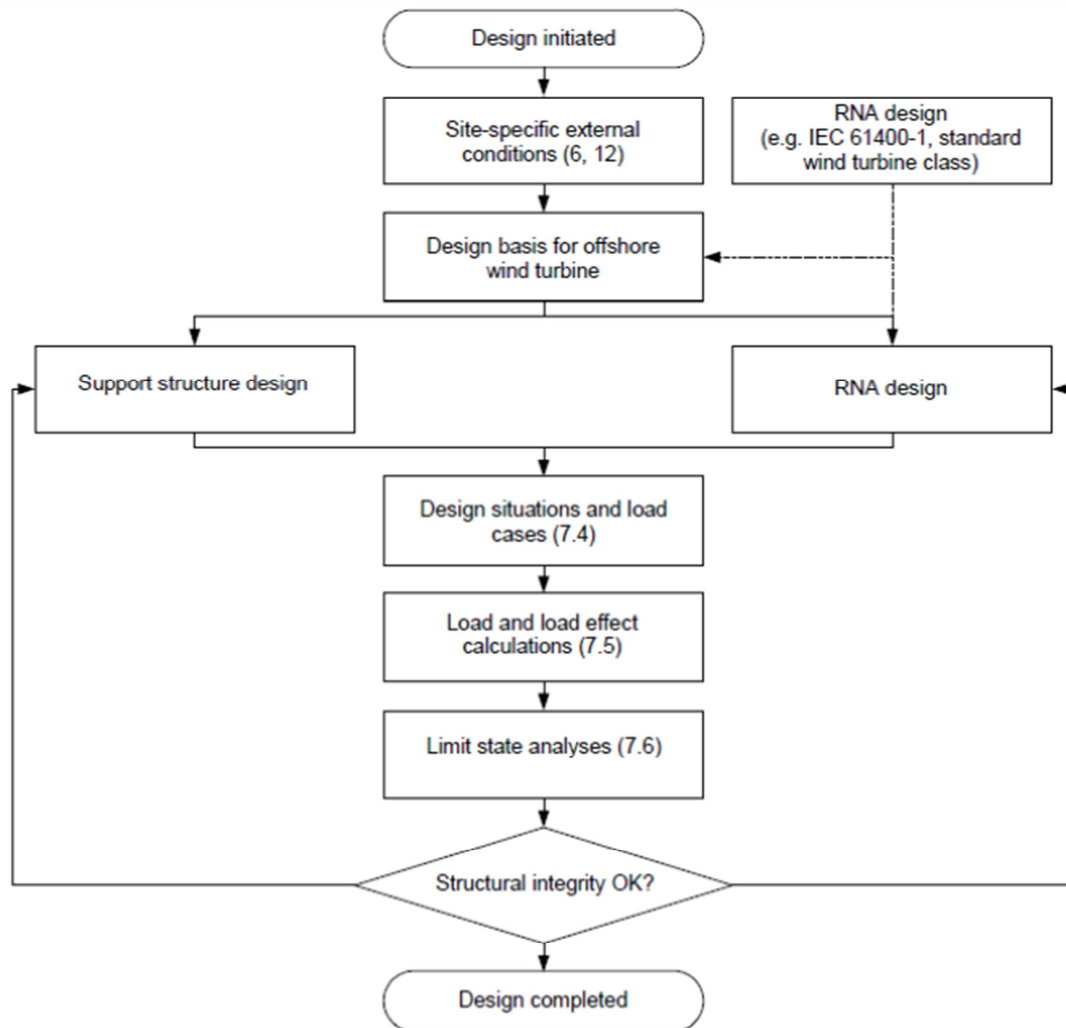 Design initiated
Site-specific external
conditions (6, 12)
RNA design
(e.g. IEC 61400-1, standard
wind turbine class)
Design basis for offshore
wind turbine
Support structure design
RNA design
Design situations and load
cases (7.4)
Load and load effect
calculations (7.5)
Limit state analyses (7.6)
Structural integrity OK?
Design completed